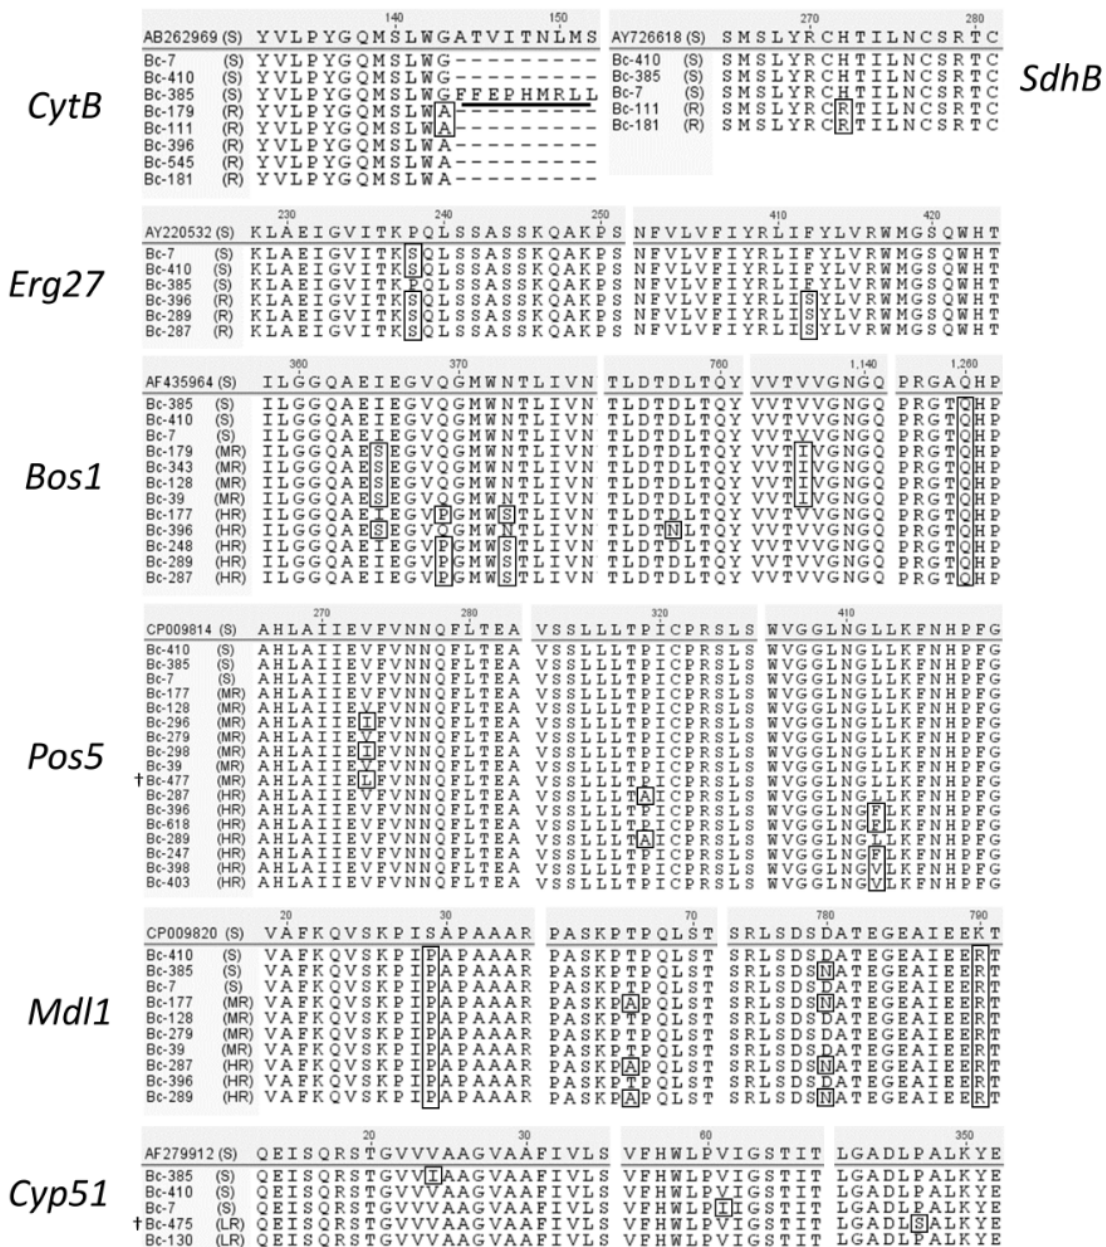 CytB
140 150
AB262969 (S) YVLPYGQMSLWGATVITNLMS
Bc-7 (S) YVLPYGQMSLWG---------
Bc-410 (S) YVLPYGQMSLWG---------
Bc-385 (S) YVLPYGQMSLWGFFEPHMRLL
Bc-179 (R) YVLPYGQMSLWA---------
Bc-111 (R) YVLPYGQMSLWA---------
Bc-396 (R) YVLPYGQMSLWA---------
Bc-545 (R) YVLPYGQMSLWA---------
Bc-181 (R) YVLPYGQMSLWA---------
SdhB
270 280
AY726618 (S) SMSLYRCHTILNCSRTC
Bc-410 (S) SMSLYRCHTILNCSRTC
Bc-385 (S) SMSLYRCHTILNCSRTC
Bc-7 (S) SMSLYRCHTILNCSRTC
Bc-111 (R) SMSLYRCRTILNCSRTC
Bc-181 (R) SMSLYRCRTILNCSRTC
Erg27
230 240 250 410 420
AY220532 (S) KLAEIGVITKPQLSSASSKQAKPS NFVLVFIYRLIFYLVRWMGSQWHT
Bc-7 (S) KLAEIGVITKSQLSSASSKQAKPS NFVLVFIYRLIFYLVRWMGSQWHT
Bc-410 (S) KLAEIGVITKSQLSSASSKQAKPS NFVLVFIYRLIFYLVRWMGSQWHT
Bc-385 (S) KLAEIGVITKPQLSSASSKQAKPS NFVLVFIYRLIFYLVRWMGSQWHT
Bc-396 (R) KLAEIGVITKSQLSSASSKQAKPS NFVLVFIYRLISYLVRWMGSQWHT
Bc-289 (R) KLAEIGVITKSQLSSASSKQAKPS NFVLVFIYRLISYLVRWMGSQWHT
Bc-287 (R) KLAEIGVITKSQLSSASSKQAKPS NFVLVFIYRLISYLVRWMGSQWHT
Bos1
360 370 760 1,140 1,260
AF435964 (S) ILGGQAEIEGVQGMWNTLIVN TLDTDLTQY VVTVVGNGQ PRGAQHP
Bc-385 (S) ILGGQAEIEGVQGMWNTLIVN TLDTDLTQY VVTVVGNGQ PRGTQHP
Bc-410 (S) ILGGQAEIEGVQGMWNTLIVN TLDTDLTQY VVTVVGNGQ PRGTQHP
Bc-7 (S) ILGGQAEIEGVQGMWNTLIVN TLDTDLTQY VVTVVGNGQ PRGTQHP
Bc-179 (MR) ILGGQAESEGVQGMWNTLIVN TLDTDLTQY VVTIVGNGQ PRGTQHP
Bc-343 (MR) ILGGQAESEGVQGMWNTLIVN TLDTDLTQY VVTIVGNGQ PRGTQHP
Bc-128 (MR) ILGGQAESEGVQGMWNTLIVN TLDTDLTQY VVTIVGNGQ PRGTQHP
Bc-39 (MR) ILGGQAESEGVQGMWNTLIVN TLDTDLTQY VVTIVGNGQ PRGTQHP
Bc-177 (HR) ILGGQAEIEGVPGMWSTLIVN TLDTDLTQY VVTVVGNGQ PRGTQHP
Bc-396 (HR) ILGGQAESEGVQGMWNTLIVN TLDTNLTQY VVTVVGNGQ PRGTQHP
Bc-248 (HR) ILGGQAEIEGVPGMWSTLIVN TLDTDLTQY VVTVVGNGQ PRGTQHP
Bc-289 (HR) ILGGQAEIEGVPGMWSTLIVN TLDTDLTQY VVTVVGNGQ PRGTQHP
Bc-287 (HR) ILGGQAEIEGVPGMWSTLIVN TLDTDLTQY VVTVVGNGQ PRGTQHP
Pos5
270 280 320 410
CP009814 (S) AHLAIIEVFVNNQFLTEA VSSLLLTPICPRSLS WVGGLNGLLKFNHPFG
Bc-410 (S) AHLAIIEVFVNNQFLTEA VSSLLLTPICPRSLS WVGGLNGLLKFNHPFG
Bc-385 (S) AHLAIIEVFVNNQFLTEA VSSLLLTPICPRSLS WVGGLNGLLKFNHPFG
Bc-7 (S) AHLAIIEVFVNNQFLTEA VSSLLLTPICPRSLS WVGGLNGLLKFNHPFG
Bc-177 (MR) AHLAIIEVFVNNQFLTEA VSSLLLTPICPRSLS WVGGLNGLLKFNHPFG
Bc-128 (MR) AHLAIIEVFVNNQFLTEA VSSLLLTPICPRSLS WVGGLNGLLKFNHPFG
Bc-296 (MR) AHLAIIEIFVNNQFLTEA VSSLLLTPICPRSLS WVGGLNGLLKFNHPFG
Bc-279 (MR) AHLAIIEVFVNNQFLTEA VSSLLLTPICPRSLS WVGGLNGLLKFNHPFG
Bc-298 (MR) AHLAIIEIFVNNQFLTEA VSSLLLTPICPRSLS WVGGLNGLLKFNHPFG
Bc-39 (MR) AHLAIIEVFVNNQFLTEA VSSLLLTPICPRSLS WVGGLNGLLKFNHPFG
†Bc-477 (MR) AHLAIIELFVNNQFLTEA VSSLLLTPICPRSLS WVGGLNGLLKFNHPFG
Bc-287 (HR) AHLAIIEVFVNNQFLTEA VSSLLLTAICPRSLS WVGGLNGLLKFNHPFG
Bc-396 (HR) AHLAIIEVFVNNQFLTEA VSSLLLTPICPRSLS WVGGLNGFLKFNHPFG
Bc-618 (HR) AHLAIIEVFVNNQFLTEA VSSLLLTPICPRSLS WVGGLNGFLKFNHPFG
Bc-289 (HR) AHLAIIEVFVNNQFLTEA VSSLLLTAICPRSLS WVGGLNGLLKFNHPFG
Bc-247 (HR) AHLAIIEVFVNNQFLTEA VSSLLLTPICPRSLS WVGGLNGFLKFNHPFG
Bc-398 (HR) AHLAIIEVFVNNQFLTEA VSSLLLTPICPRSLS WVGGLNGVLKFNHPFG
Bc-403 (HR) AHLAIIEVFVNNQFLTEA VSSLLLTPICPRSLS WVGGLNGVLKFNHPFG
Mdl1
20 30 70 780 790
CP009820 (S) VAFKQVSKPISAPAAAR PASKPTPQLST SRLSDSDATEGEAIEEKT
Bc-410 (S) VAFKQVSKPIPAPAAAR PASKPTPQLST SRLSDSDATEGEAIEERT
Bc-385 (S) VAFKQVSKPIPAPAAAR PASKPTPQLST SRLSDSNATEGEAIEERT
Bc-7 (S) VAFKQVSKPIPAPAAAR PASKPTPQLST SRLSDSDATEGEAIEERT
Bc-177 (MR) VAFKQVSKPIPAPAAAR PASKPAPQLST SRLSDSNATEGEAIEERT
Bc-128 (MR) VAFKQVSKPIPAPAAAR PASKPTPQLST SRLSDSDATEGEAIEERT
Bc-279 (MR) VAFKQVSKPIPAPAAAR PASKPTPQLST SRLSDSDATEGEAIEERT
Bc-39 (MR) VAFKQVSKPIPAPAAAR PASKPTPQLST SRLSDSDATEGEAIEERT
Bc-287 (HR) VAFKQVSKPIPAPAAAR PASKPAPQLST SRLSDSNATEGEAIEERT
Bc-396 (HR) VAFKQVSKPIPAPAAAR PASKPTPQLST SRLSDSDATEGEAIEERT
Bc-289 (HR) VAFKQVSKPIPAPAAAR PASKPAPQLST SRLSDSNATEGEAIEERT
Cyp51
20 30 60 350
AF279912 (S) QEISQRSTGVVVVAAGVAAFIVLS VFHWLPVIGSTIT LGADLPALKYE
Bc-385 (S) QEISQRSTGVVIAAGVAAFIVLS VFHWLPVIGSTIT LGADLPALKYE
Bc-410 (S) QEISQRSTGVVVVAAGVAAFIVLS VFHWLPVIGSTIT LGADLPALKYE
Bc-7 (S) QEISQRSTGVVVVAAGVAAFIVLS VFHWLPIIGSTIT LGADLPALKYE
†Bc-475 (LR) QEISQRSTGVVVVAAGVAAFIVLS VFHWLPVIGSTIT LGADLSALKYE
Bc-130 (LR) QEISQRSTGVVVVAAGVAAFIVLS VFHWLPVIGSTIT LGADLPALKYE